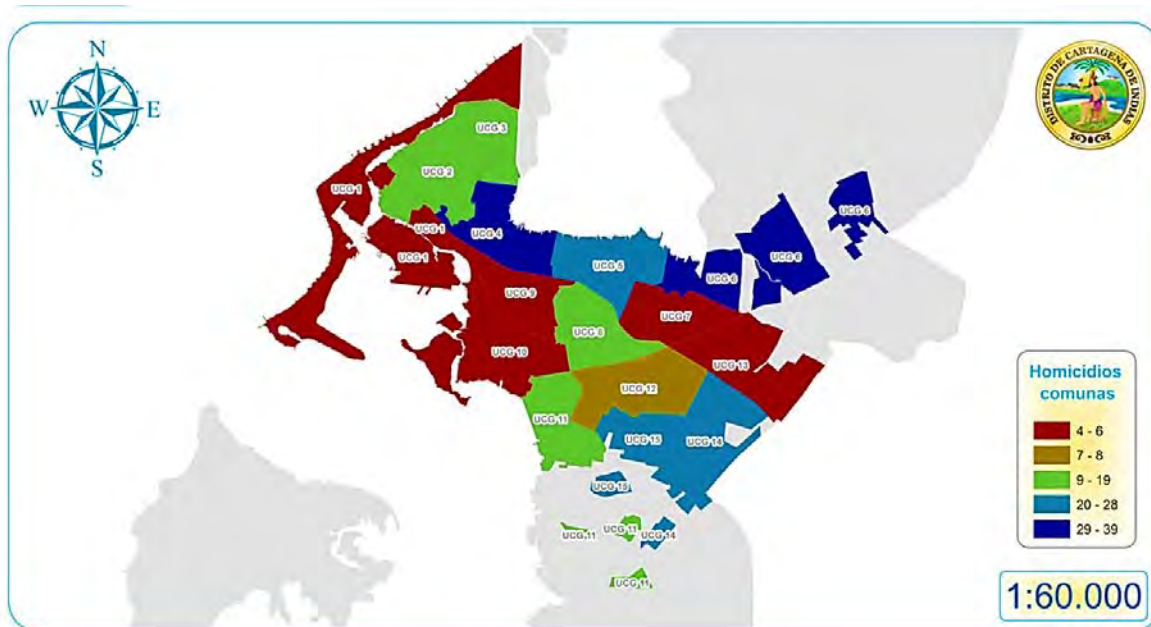 N
W E
S
DISTRITO DE CARTAGENA DE INDIAS
UCG 3
UCG 2
UCG 1
UCG 6
UCG 1
UCG 4
UCG 1
UCG 5
UCG 6
UCG 6
UCG 9
UCG 7
UCG 8
UCG 10
UCG 13
UCG 12
UCG 11
UCG 15
UCG 14
UCG 15
UCG 11
UCG 11
UCG 14
UCG 11
Homicidios
comunas
4 - 6
7 - 8
9 - 19
20 - 28
29 - 39
1:60.000